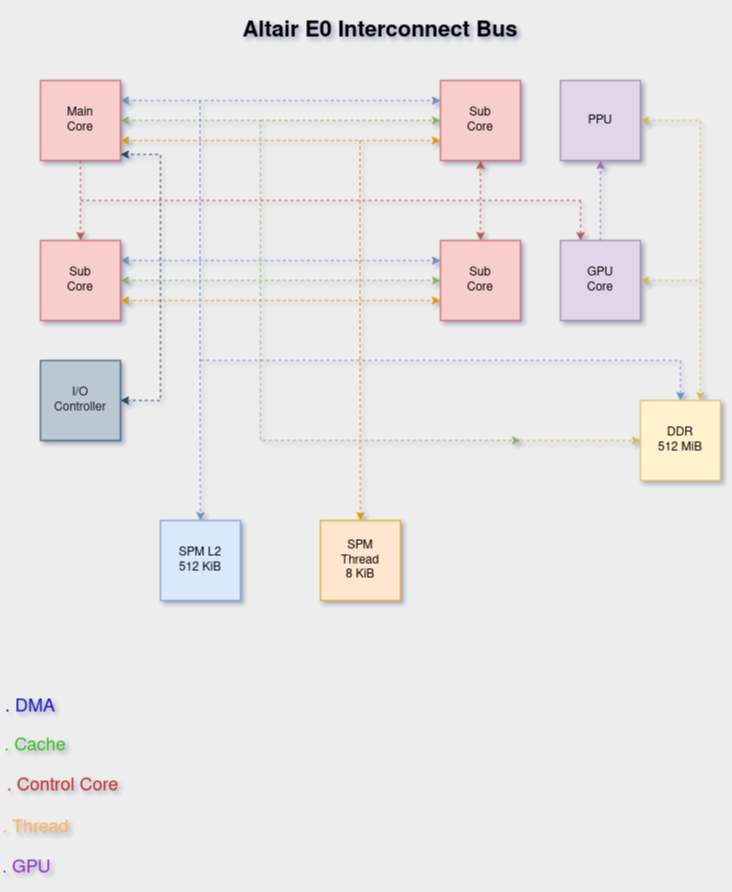 Altair E0 Interconnect Bus
Main
Core
Sub
Core
PPU
Sub
Core
Sub
Core
GPU
Core
I/O
Controller
DDR
512 MiB
SPM L2
512 KiB
SPM
Thread
8 KiB
. DMA
. Cache
. Control Core
. Thread
. GPU